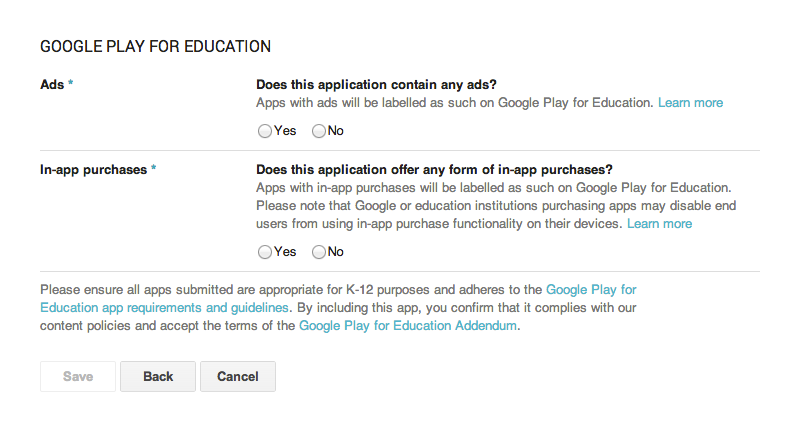 GOOGLE PLAY FOR EDUCATION
Ads *
Does this application contain any ads?
Apps with ads will be labelled as such on Google Play for Education. Learn more
Yes No
In-app purchases *
Does this application offer any form of in-app purchases?
Apps with in-app purchases will be labelled as such on Google Play for Education.
Please note that Google or education institutions purchasing apps may disable end
users from using in-app purchase functionality on their devices. Learn more
Yes No
Please ensure all apps submitted are appropriate for K-12 purposes and adheres to the Google Play for
Education app requirements and guidelines. By including this app, you confirm that it complies with our
content policies and accept the terms of the Google Play for Education Addendum.
Save Back Cancel